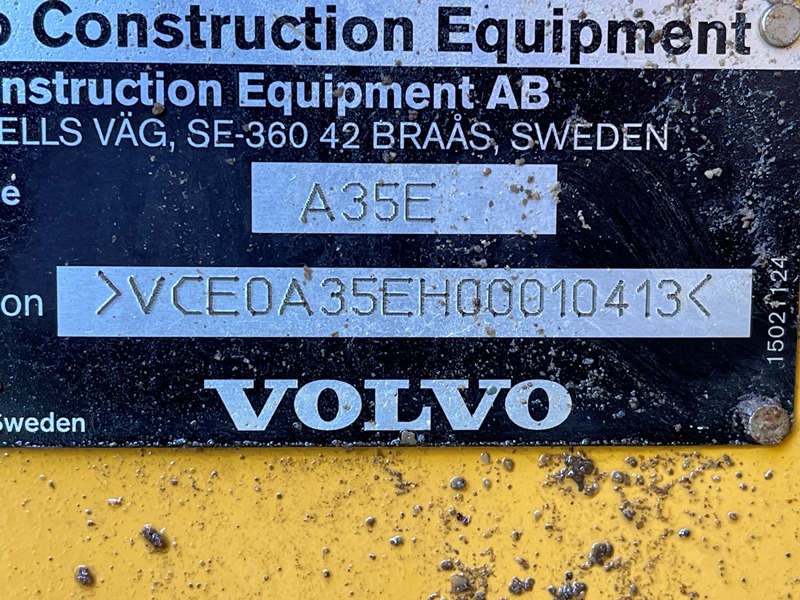 o Construction Equipment
nstruction Equipment AB
ELLS VÄG, SE-360 42 BRAÅS, SWEDEN
e
A35E
on >VCE0A35EH00010413<
15021124
VOLVO
Sweden